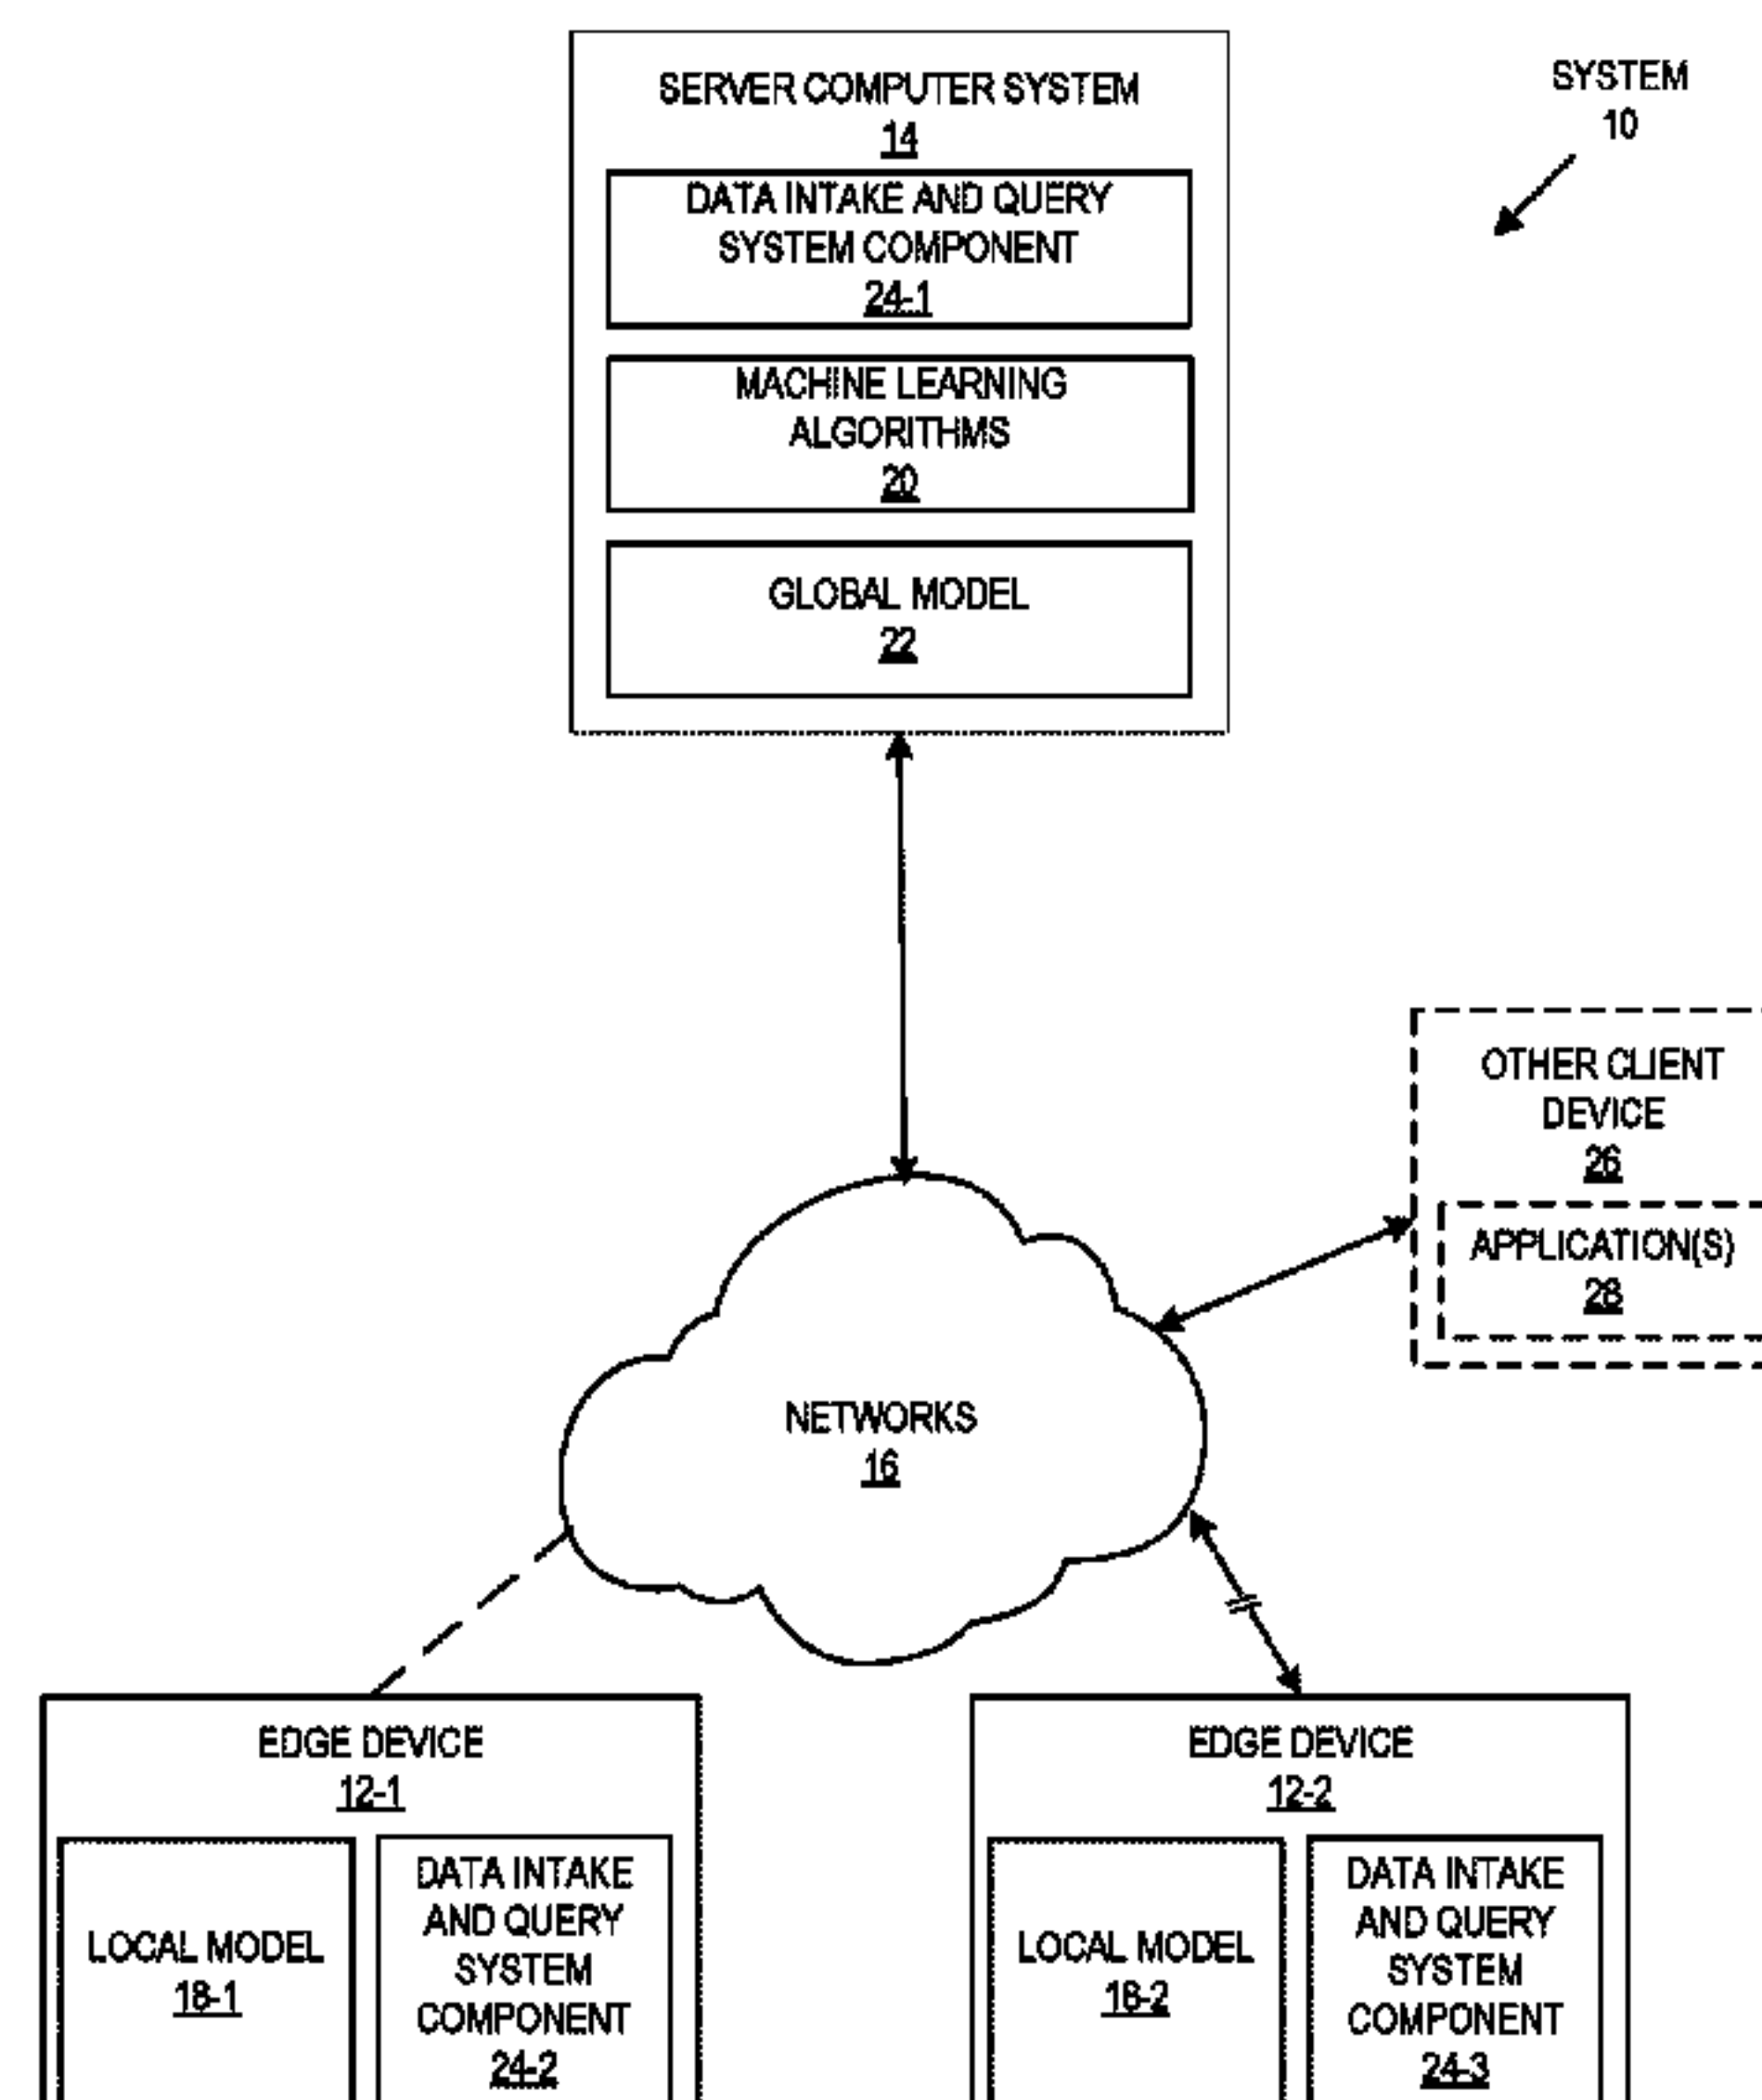 SERVER COMPUTER SYSTEM
14
DATA INTAKE AND QUERY
SYSTEM COMPONENT
24-1
MACHINE LEARNING
ALGORITHMS
20
GLOBAL MODEL
22
SYSTEM
10
OTHER CLIENT
DEVICE
26
APPLICATION(S)
28
NETWORKS
16
EDGE DEVICE
12-1
LOCAL MODEL
18-1
DATA INTAKE
AND QUERY
SYSTEM
COMPONENT
24-2
EDGE DEVICE
12-2
LOCAL MODEL
18-2
DATA INTAKE
AND QUERY
SYSTEM
COMPONENT
24-3